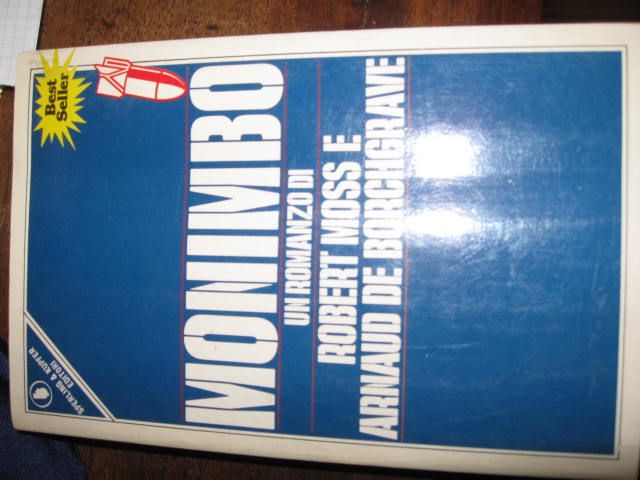 Best
Seller
MONIMBO
UN ROMANZO DI
ROBERT MOSS E
ARNAUD DE BORCHGRAVE
SPERLING & KUPFER
EDITORI